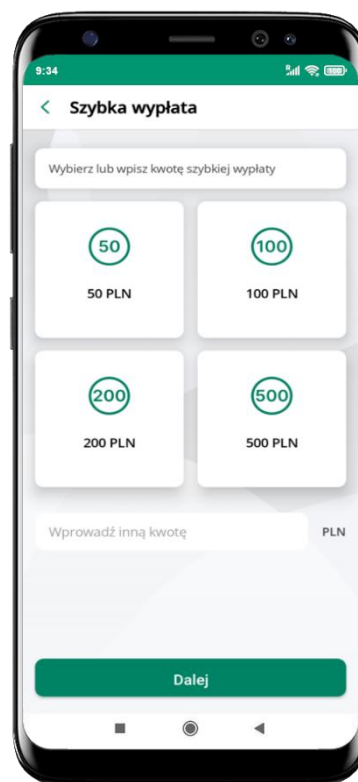 9:34
Szybka wypłata
Wybierz lub wpisz kwotę szybkiej wypłaty
50
100
50 PLN
100 PLN
200
500
200 PLN
500 PLN
Wprowadź inną kwotę
PLN
Dalej